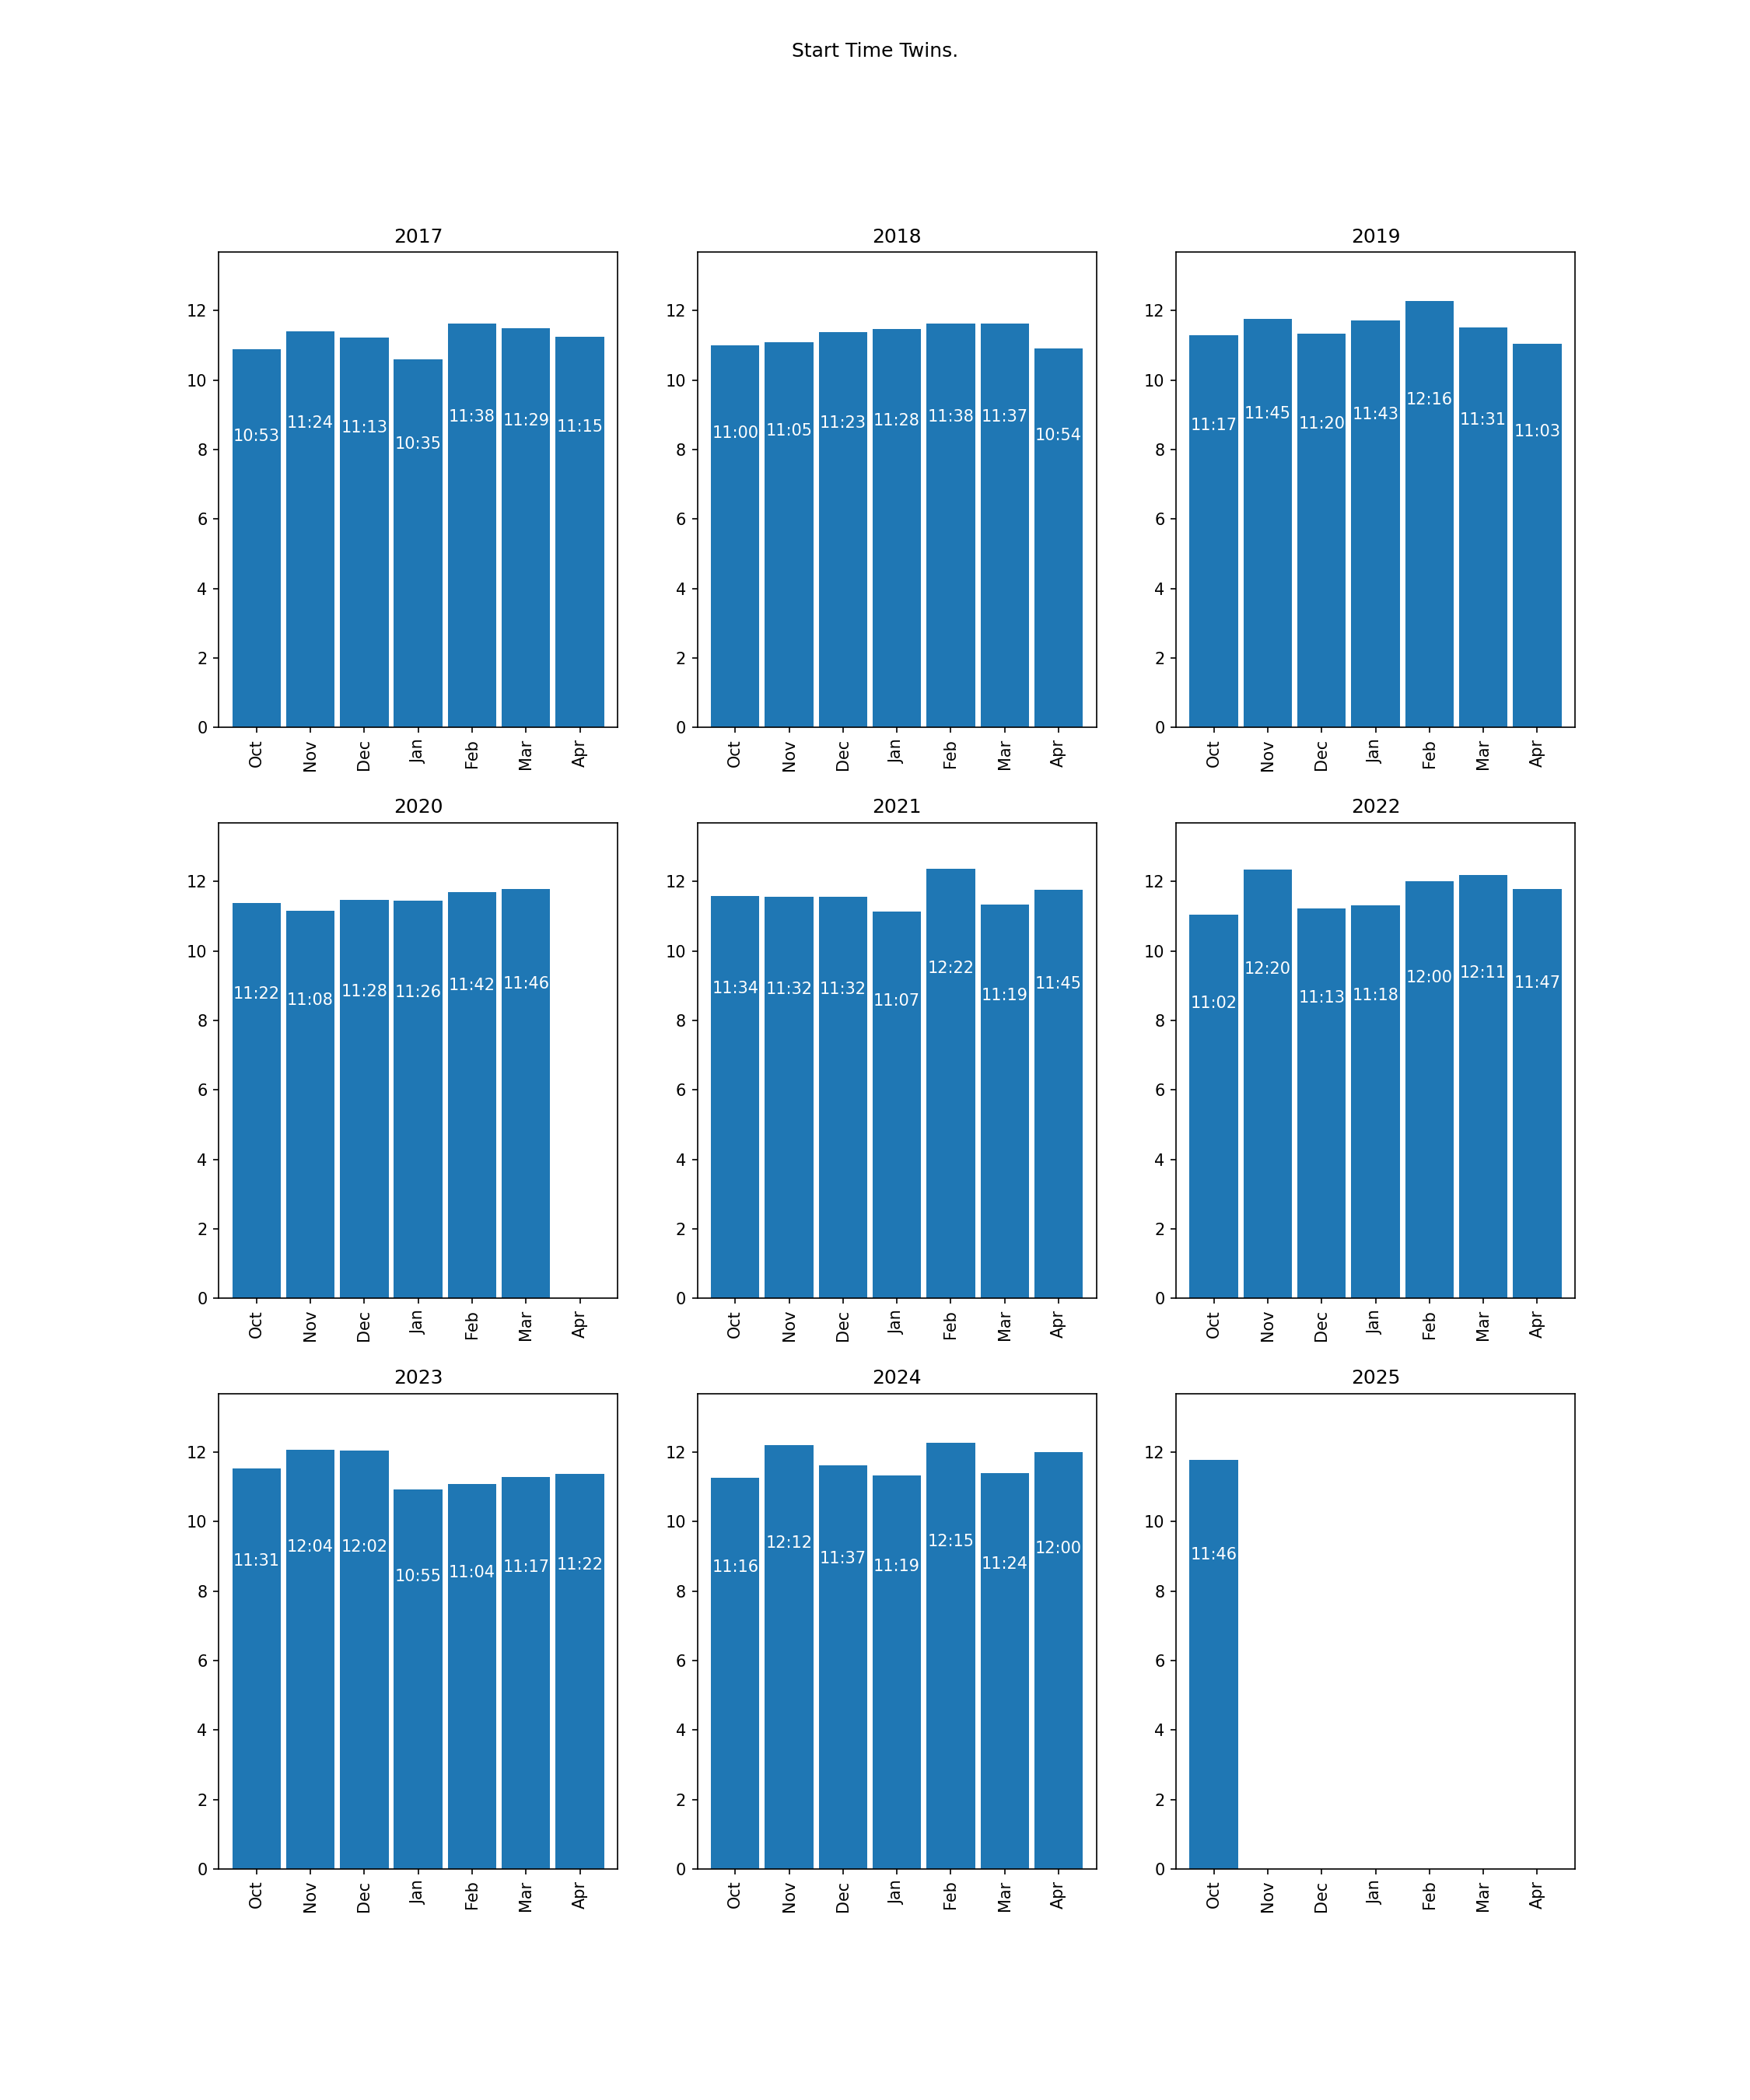 Start Time Twins.
2017 2018 2019
12 12 12
10 10 10
10:53 11:24 11:13 10:35 11:38 11:29 11:15 11:00 11:05 11:23 11:28 11:38 11:37 10:54 11:17 11:45 11:20 11:43 12:16 11:31 11:03
8 8 8
6 6 6
4 4 4
2 2 2
0 0 0
Oct Nov Dec Jan Feb Mar Apr Oct Nov Dec Jan Feb Mar Apr Oct Nov Dec Jan Feb Mar Apr
2020 2021 2022
12 12 12
10 10 10
11:22 11:08 11:28 11:26 11:42 11:46 11:34 11:32 11:32 11:07 12:22 11:19 11:45 11:02 12:20 11:13 11:18 12:00 12:11 11:47
8 8 8
6 6 6
4 4 4
2 2 2
0 0 0
Oct Nov Dec Jan Feb Mar Apr Oct Nov Dec Jan Feb Mar Apr Oct Nov Dec Jan Feb Mar Apr
2023 2024 2025
12 12 12
10 10 10
11:31 12:04 12:02 10:55 11:04 11:17 11:22 11:16 12:12 11:37 11:19 12:15 11:24 12:00 11:46
8 8 8
6 6 6
4 4 4
2 2 2
0 0 0
Oct Nov Dec Jan Feb Mar Apr Oct Nov Dec Jan Feb Mar Apr Oct Nov Dec Jan Feb Mar Apr